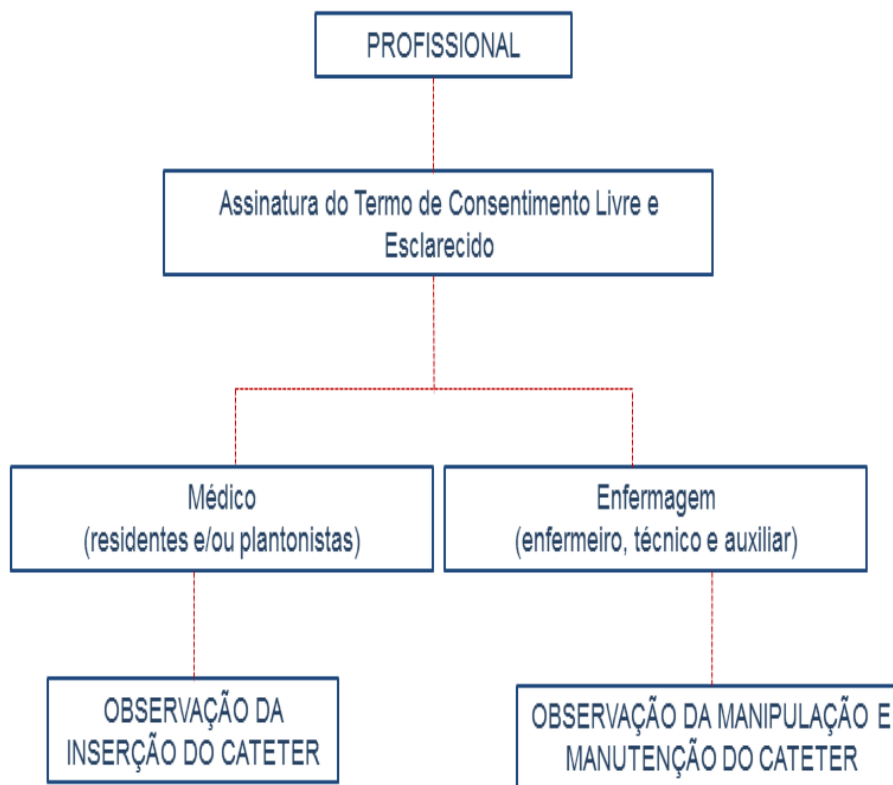 PROFISSIONAL
Assinatura do Termo de Consentimento Livre e
Esclarecido
Médico
(residentes e/ou plantonistas)
Enfermagem
(enfermeiro, técnico e auxiliar)
OBSERVAÇÃO DA
INSERÇÃO DO CATETER
OBSERVAÇÃO DA MANIPULAÇÃO E
MANUTENÇÃO DO CATETER